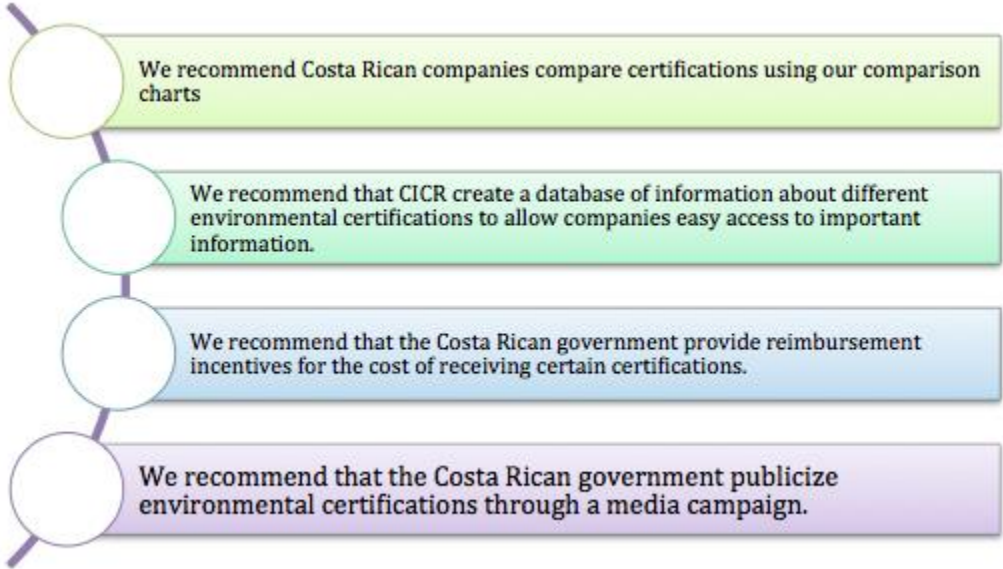 We recommend Costa Rican companies compare certifications using our comparison
charts
We recommend that CICR create a database of information about different
environmental certifications to allow companies easy access to important
information.
We recommend that the Costa Rican government provide reimbursement
incentives for the cost of receiving certain certifications.
We recommend that the Costa Rican government publicize
environmental certifications through a media campaign.